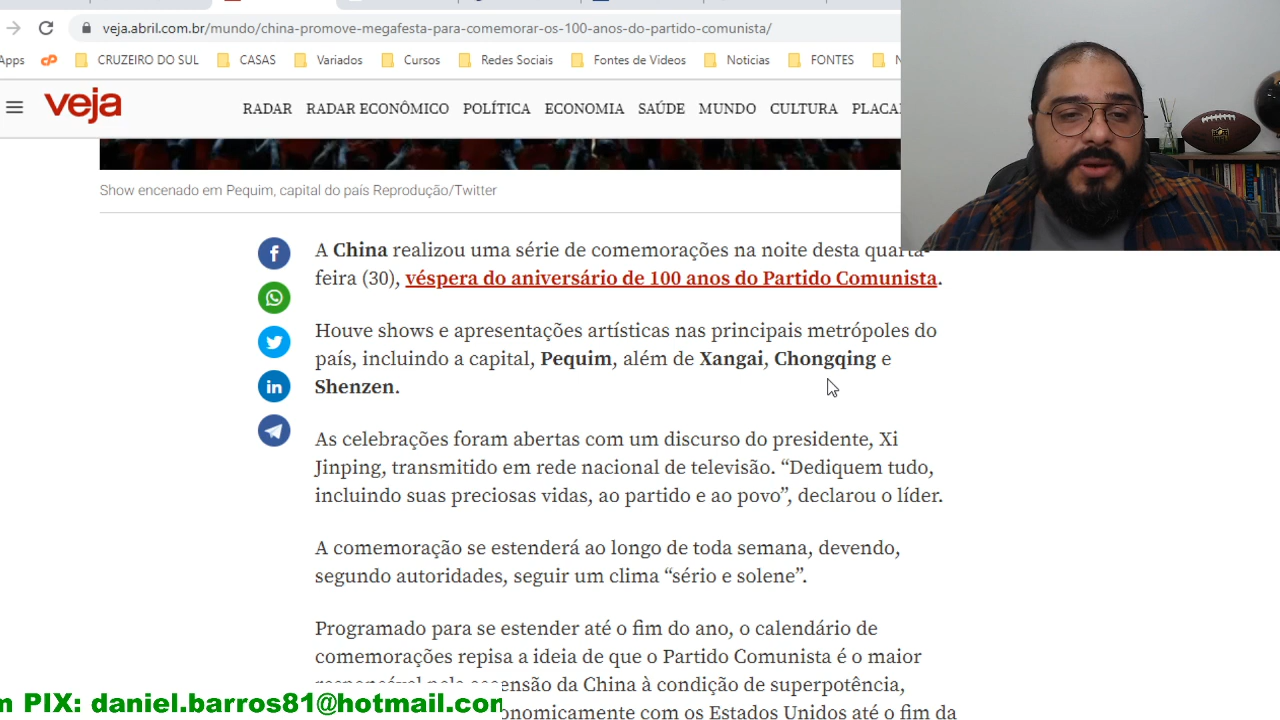 veja.abril.com.br/mundo/china-promove-megafesta-para-comemorar-os-100-anos-do-partido-comunista/
Apps CRUZEIRO DO SUL CASAS Variados Cursos Redes Sociais Fontes de Videos Noticias FONTES
veja RADAR RADAR ECONÔMICO POLÍTICA ECONOMIA SAÚDE MUNDO CULTURA
Show encenado em Pequim, capital do país Reprodução/Twitter
A China realizou uma série de comemorações na noite desta quarta-
feira (30), véspera do aniversário de 100 anos do Partido Comunista.
Houve shows e apresentações artísticas nas principais metrópoles do
país, incluindo a capital, Pequim, além de Xangai, Chongqing e
Shenzen.
As celebrações foram abertas com um discurso do presidente, Xi
Jinping, transmitido em rede nacional de televisão. “Dediquem tudo,
incluindo suas preciosas vidas, ao partido e ao povo”, declarou o líder.
A comemoração se estenderá ao longo de toda semana, devendo,
segundo autoridades, seguir um clima “sério e solene”.
Programado para se estender até o fim do ano, o calendário de
comemorações repisa a ideia de que o Partido Comunista é o maior
da China à condição de superpotência,
com os Estados Unidos até o fim da
PIX: daniel.barros81@hotmail.com